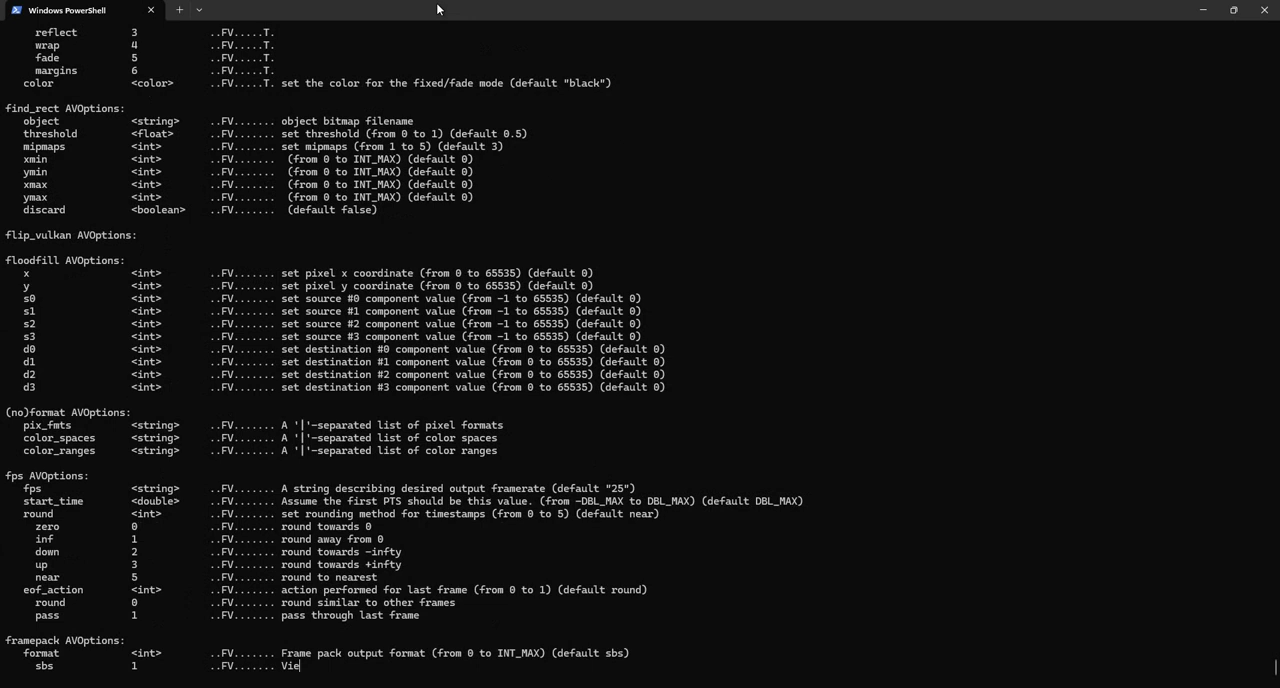 Windows PowerShell
reflect 3 ..FV.....T.
wrap 4 ..FV.....T.
fade 5 ..FV.....T.
margins 6 ..FV.....T.
color <color> ..FV.....T. set the color for the fixed/fade mode (default "black")
find_rect AVOptions:
object <string> ..FV....... object bitmap filename
threshold <float> ..FV....... set threshold (from 0 to 1) (default 0.5)
mipmaps <int> ..FV....... set mipmaps (from 1 to 5) (default 3)
xmin <int> ..FV....... (from 0 to INT_MAX) (default 0)
ymin <int> ..FV....... (from 0 to INT_MAX) (default 0)
xmax <int> ..FV....... (from 0 to INT_MAX) (default 0)
ymax <int> ..FV....... (from 0 to INT_MAX) (default 0)
discard <boolean> ..FV....... (default false)
flip_vulkan AVOptions:
floodfill AVOptions:
x <int> ..FV....... set pixel x coordinate (from 0 to 65535) (default 0)
y <int> ..FV....... set pixel y coordinate (from 0 to 65535) (default 0)
s0 <int> ..FV....... set source #0 component value (from -1 to 65535) (default 0)
s1 <int> ..FV....... set source #1 component value (from -1 to 65535) (default 0)
s2 <int> ..FV....... set source #2 component value (from -1 to 65535) (default 0)
s3 <int> ..FV....... set source #3 component value (from -1 to 65535) (default 0)
d0 <int> ..FV....... set destination #0 component value (from 0 to 65535) (default 0)
d1 <int> ..FV....... set destination #1 component value (from 0 to 65535) (default 0)
d2 <int> ..FV....... set destination #2 component value (from 0 to 65535) (default 0)
d3 <int> ..FV....... set destination #3 component value (from 0 to 65535) (default 0)
(no)format AVOptions:
pix_fmts <string> ..FV....... A '|'-separated list of pixel formats
color_spaces <string> ..FV....... A '|'-separated list of color spaces
color_ranges <string> ..FV....... A '|'-separated list of color ranges
fps AVOptions:
fps <string> ..FV....... A string describing desired output framerate (default "25")
start_time <double> ..FV....... Assume the first PTS should be this value. (from -DBL_MAX to DBL_MAX) (default DBL_MAX)
round <int> ..FV....... set rounding method for timestamps (from 0 to 5) (default near)
zero 0 ..FV....... round towards 0
inf 1 ..FV....... round away from 0
down 2 ..FV....... round towards -infty
up 3 ..FV....... round towards +infty
near 5 ..FV....... round to nearest
eof_action <int> ..FV....... action performed for last frame (from 0 to 1) (default round)
round 0 ..FV....... round similar to other frames
pass 1 ..FV....... pass through last frame
framepack AVOptions:
format <int> ..FV....... Frame pack output format (from 0 to INT_MAX) (default sbs)
sbs 1 ..FV....... Vie